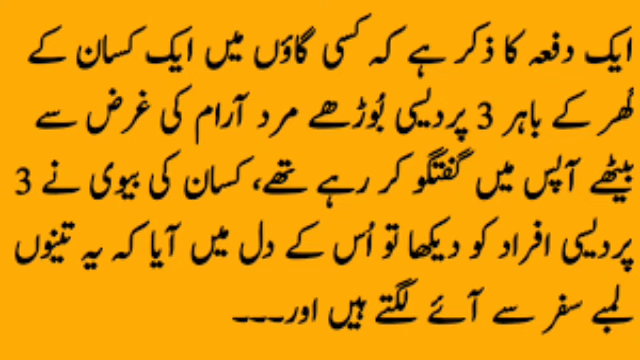 ایک دفعہ کا ذکر ہے کہ کسی گاؤں میں ایک کسان کے
گھر کے باہر 3 پردیسی بُوڑھے مرد آرام کی غرض سے
بیٹھے آپس میں گفتگو کر رہے تھے، کسان کی بیوی نے 3
پردیسی افراد کو دیکھا تو اُس کے دل میں آیا کہ یہ تینوں
لمبے سفر سے آئے لگتے ہیں اور۔۔۔